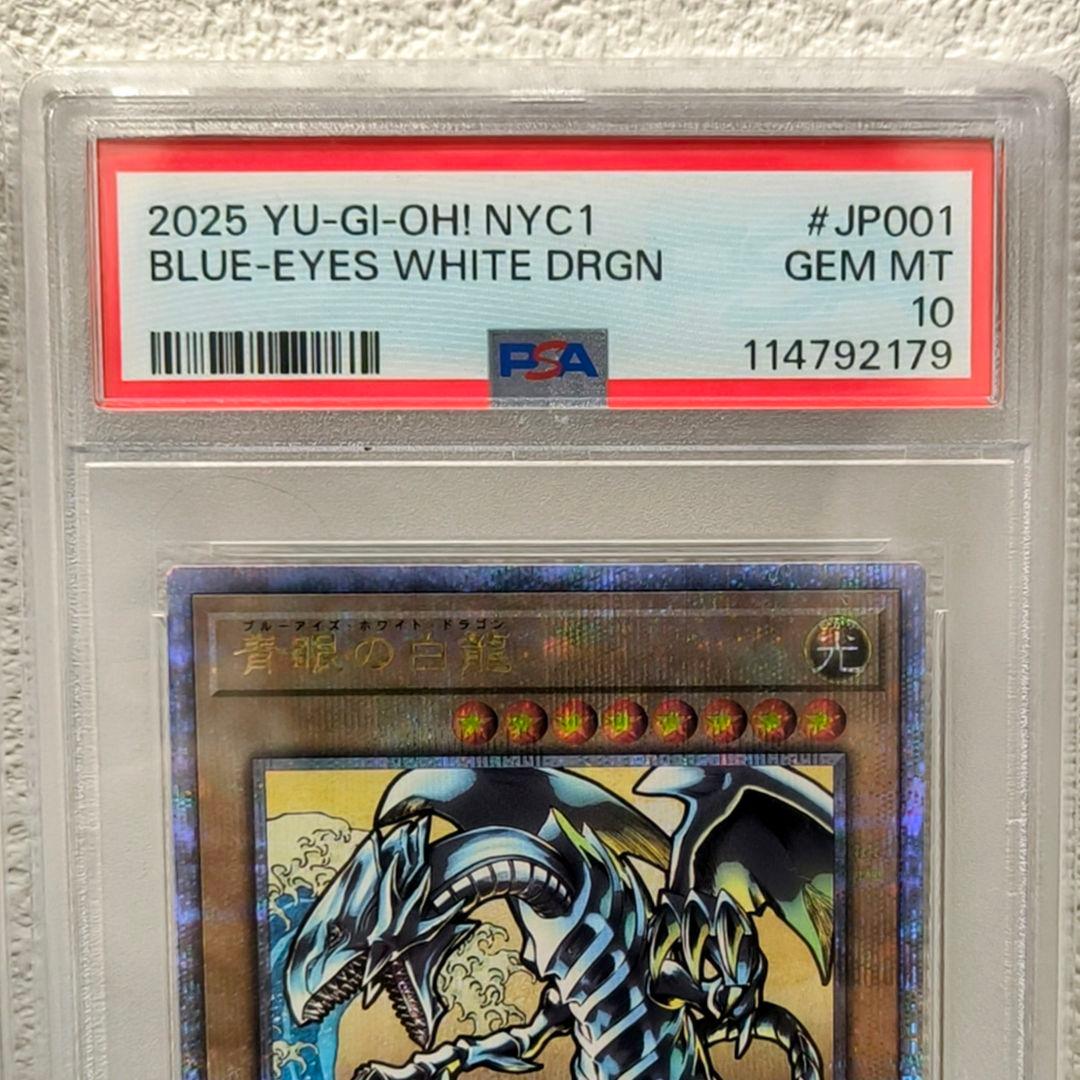 2025 YU-GI-OH! NYC1 #JP001
BLUE-EYES WHITE DRGN GEM MT
10
PSA 114792179
ブルーアイズ・ホワイト・ドラゴン
青眼の白龍 光